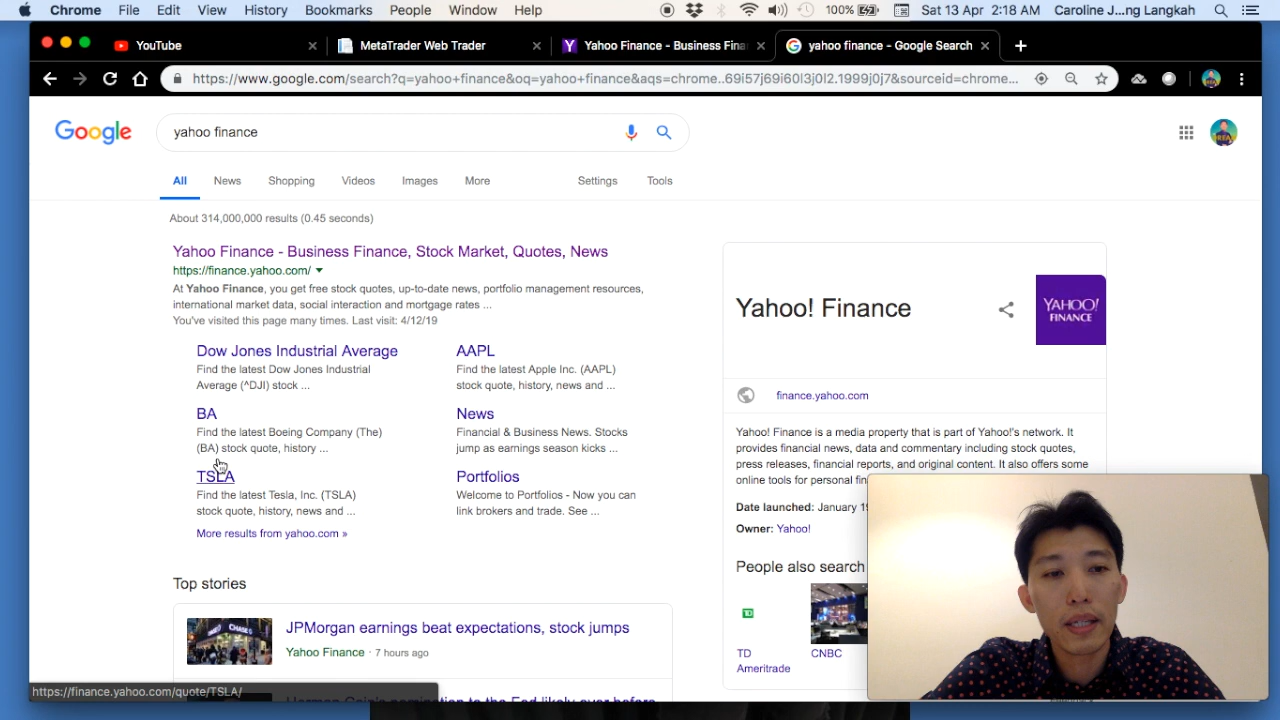 Chrome File Edit View History Bookmarks People Window Help 100% Sat 13 Apr 2:18 AM Caroline J...ng Langkah
YouTube
MetaTrader Web Trader
Yahoo Finance - Business Finan
yahoo finance - Google Search
https://www.google.com/search?q=yahoo+finance&oq=yahoo+finance&aqs=chrome..69i57j69i60l3j0l2.1999j0j7&sourceid=chrome...
Google
yahoo finance
All News Shopping Videos Images More Settings Tools
About 314,000,000 results (0.45 seconds)
Yahoo Finance - Business Finance, Stock Market, Quotes, News
https://finance.yahoo.com/
At Yahoo Finance, you get free stock quotes, up-to-date news, portfolio management resources,
international market data, social interaction and mortgage rates ...
You've visited this page many times. Last visit: 4/12/19
Dow Jones Industrial Average
Find the latest Dow Jones Industrial
Average (^DJI) stock ...
AAPL
Find the latest Apple Inc. (AAPL)
stock quote, history, news and ...
BA
Find the latest Boeing Company (The)
(BA) stock quote, history ...
News
Financial & Business News. Stocks
jump as earnings season kicks ...
TSLA
Find the latest Tesla, Inc. (TSLA)
stock quote, history, news and ...
Portfolios
Welcome to Portfolios - Now you can
link brokers and trade. See ...
More results from yahoo.com »
Top stories
CHASE
JPMorgan earnings beat expectations, stock jumps
Yahoo Finance · 7 hours ago
https://finance.yahoo.com/quote/TSLA/
Yahoo! Finance
YAHOO!
FINANCE
finance.yahoo.com
Yahoo! Finance is a media property that is part of Yahoo!'s network. It
provides financial news, data and commentary including stock quotes,
press releases, financial reports, and original content. It also offers some
online tools for personal
Date launched: January
Owner: Yahoo!
People also search
TD
Ameritrade
CNBC